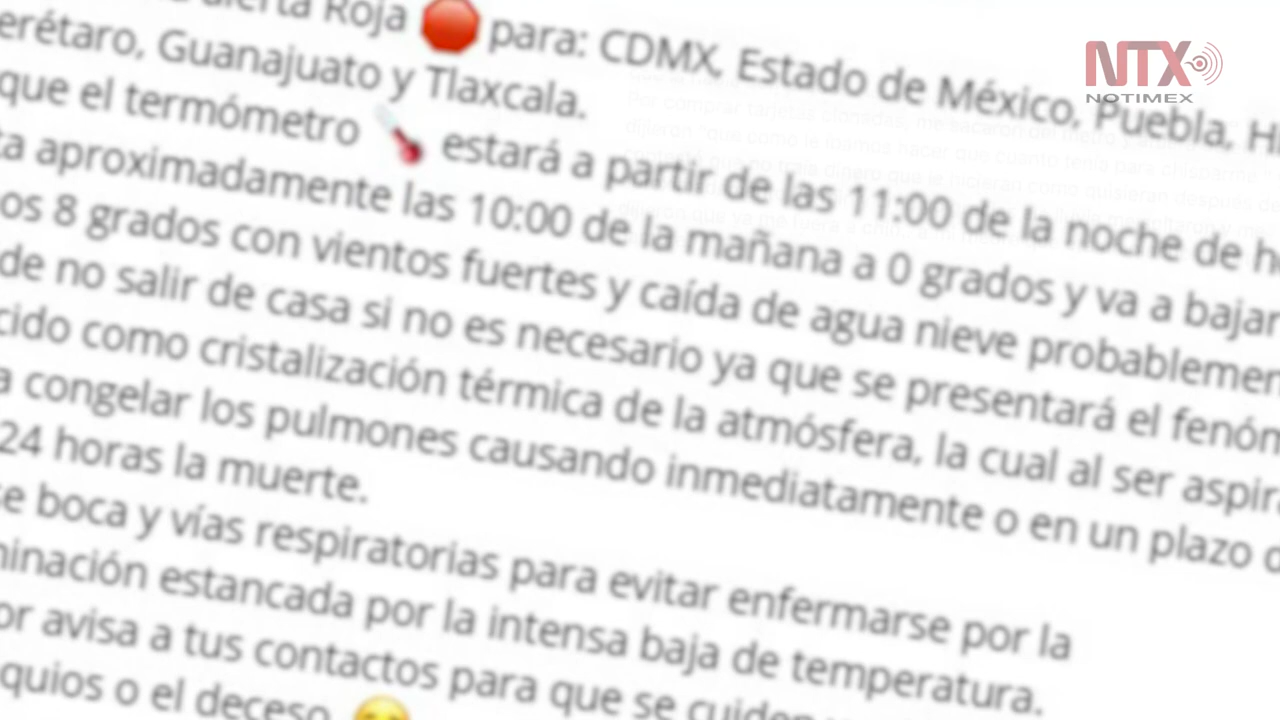 alerta Roja 🛑 para: CDMX, Estado de México, Puebla, Hi
erétaro, Guanajuato y Tlaxcala.
que el termómetro 🌡 estará a partir de las 11:00 de la noche de ho
ta aproximadamente las 10:00 de la mañana a 0 grados y va a bajar
os 8 grados con vientos fuertes y caída de agua nieve probablemen
de no salir de casa si no es necesario ya que se presentará el fenóm
cido como cristalización térmica de la atmósfera, la cual al ser aspira
a congelar los pulmones causando inmediatamente o en un plazo d
24 horas la muerte.
e boca y vías respiratorias para evitar enfermarse por la
minación estancada por la intensa baja de temperatura.
or avisa a tus contactos para que se cuiden
quios o el deceso.
NTX
NOTIMEX